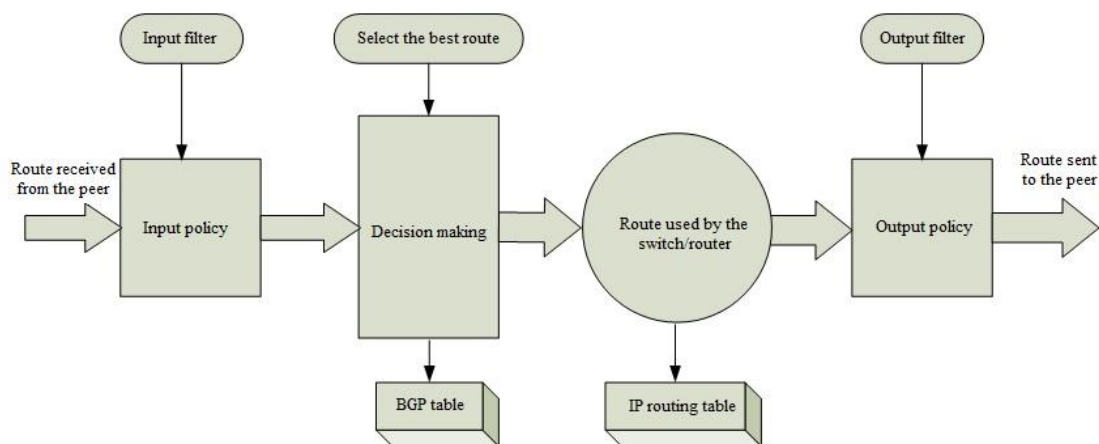 Input filter
Select the best route
Output filter
Route received
from the peer
Input policy
Decision making
Route used by the
switch/router
Output policy
Route sent
to the peer
BGP table
IP routing table